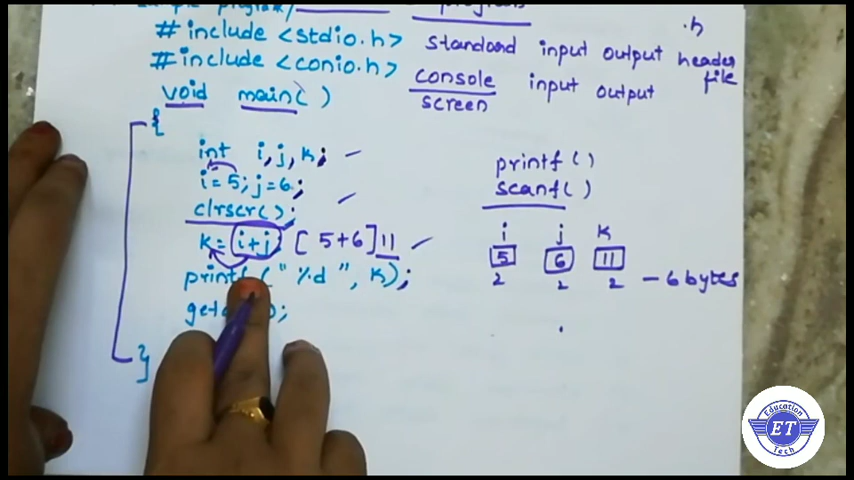 program
.h
# include <stdio.h> standard input output header file
# include <conio.h> console input output
screen
void main( )
{
int i, j, k;
i=5; j=6;
clrscr();
k= i+j; [5+6] 11
printf ("%d", k);
}
printf ()
scanf()
i j k
5 6 11
2 2 2 - 6 bytes
Education
ET
Tech